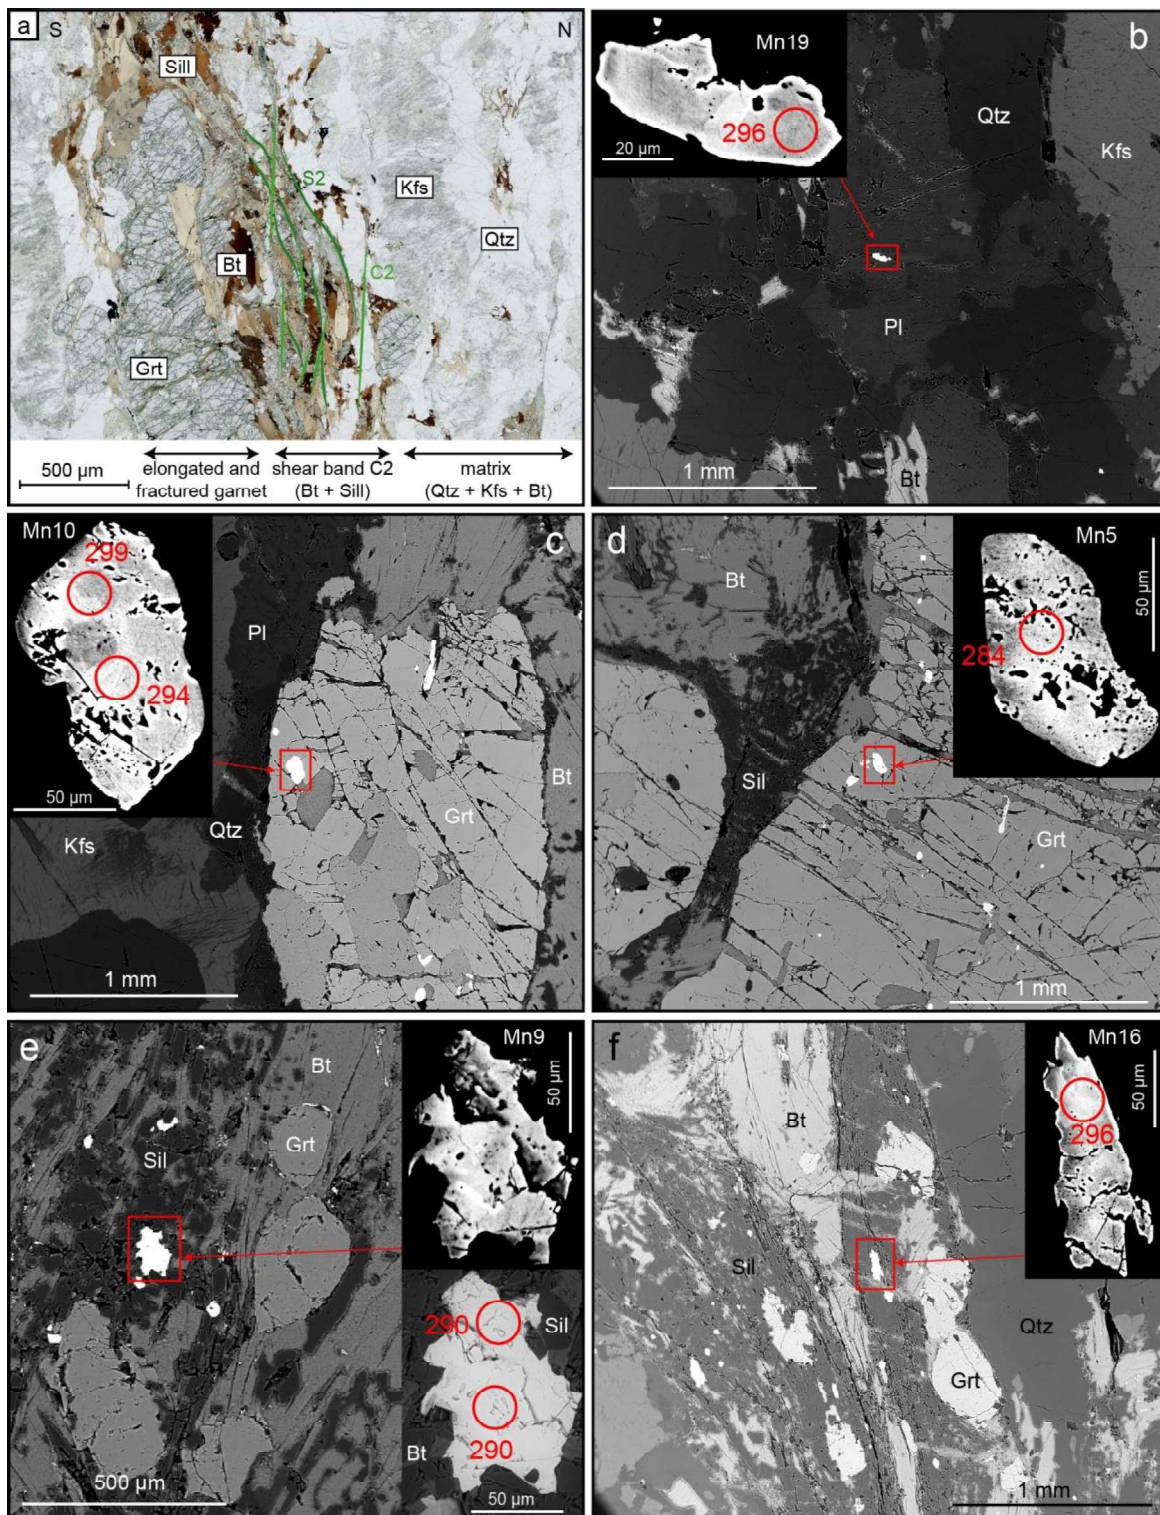 a
S
N
Sill
S2
Kfs
Qtz
Bt
C2
Grt
500 µm
elongated and
fractured garnet
shear band C2
(Bt + Sill)
matrix
(Qtz + Kfs + Bt)
b
Mn19
296
20 µm
Qtz
Kfs
Pl
1 mm
Bt
c
Mn10
299
294
50 µm
Pl
Bt
Grt
Qtz
Kfs
1 mm
d
Mn5
50 µm
284
Bt
Sil
Grt
1 mm
e
Mn9
50 µm
Bt
Grt
Sil
290
Sil
290
Bt
500 µm
50 µm
f
Mn16
50 µm
296
Bt
Sil
Qtz
Grt
1 mm